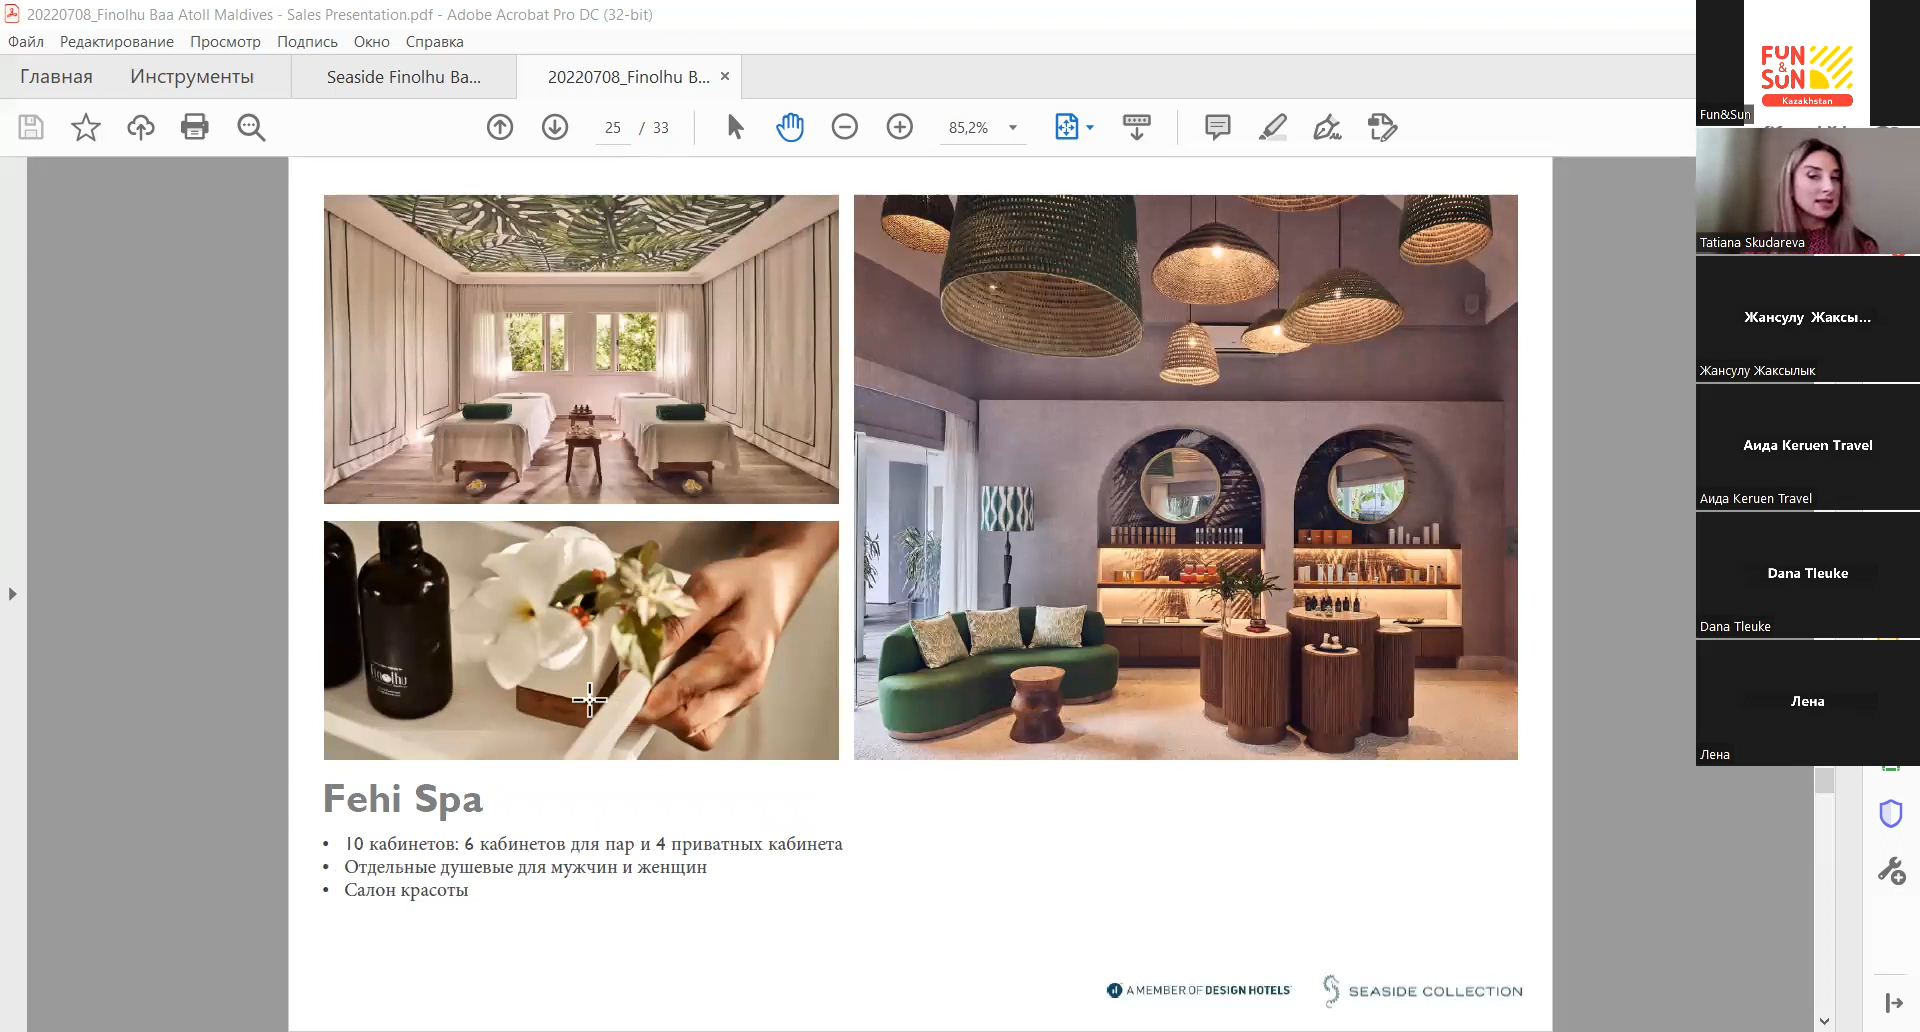 20220708_Finolhu Baa Atoll Maldives - Sales Presentation.pdf - Adobe Acrobat Pro DC (32-bit)
Файл Редактирование Просмотр Подпись Окно Справка
Главная Инструменты Seaside Finolhu Ba... 20220708_Finolhu B... ×
25 / 33 85,2%
FUN
&
SUN
Kazakhstan
Fun&Sun
Tatiana Skudareva
Жансулу Жаксы...
Жансулу Жаксылык
Аида Keruen Travel
Аида Keruen Travel
Dana Tleuke
Dana Tleuke
Лена
Лена
finolhu
Fehi Spa
• 10 кабинетов: 6 кабинетов для пар и 4 приватных кабинета
• Отдельные душевые для мужчин и женщин
• Салон красоты
A MEMBER OF DESIGN HOTELS
SEASIDE COLLECTION